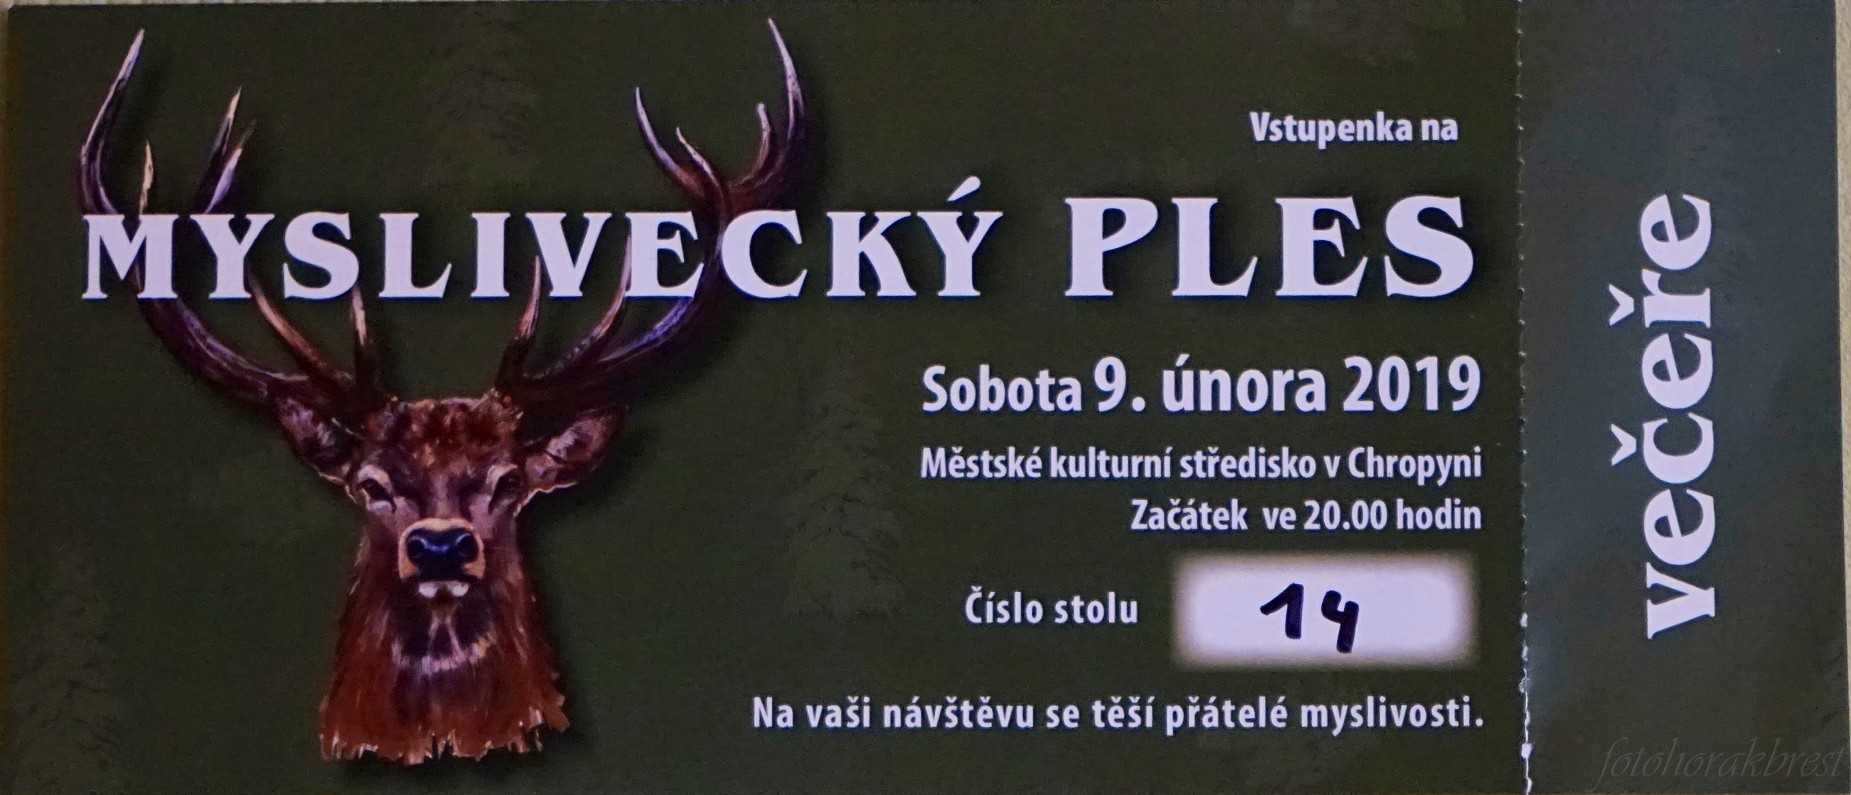 Vstupenka na
MYSLIVECKÝ PLES
Sobota 9. února 2019
Městské kulturní středisko v Chropyni
Začátek ve 20.00 hodin
Číslo stolu 14
Na vaši návštěvu se těší přátelé myslivosti.
večeře
fotohorakbrest